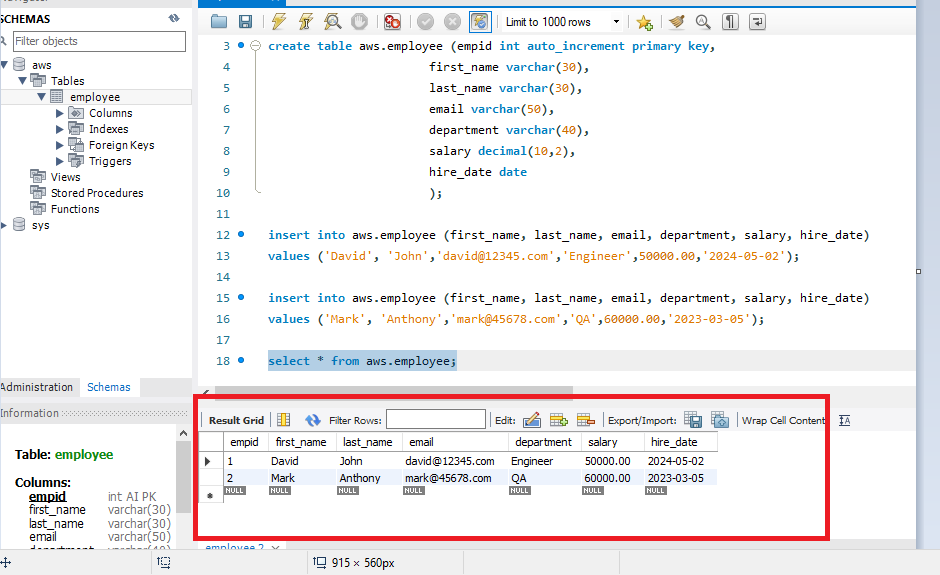 SCHEMAS
Filter objects
aws
Tables
employee
Columns
Indexes
Foreign Keys
Triggers
Views
Stored Procedures
Functions
sys
Administration Schemas
Information
Table: employee
Columns:
empid int AI PK
first_name varchar(30)
last_name varchar(30)
email varchar(50)
department varchar(40)
Limit to 1000 rows
3 create table aws.employee (empid int auto_increment primary key,
4 first_name varchar(30),
5 last_name varchar(30),
6 email varchar(50),
7 department varchar(40),
8 salary decimal(10,2),
9 hire_date date
10 );
11
12 insert into aws.employee (first_name, last_name, email, department, salary, hire_date)
13 values ('David', 'John','david@12345.com','Engineer',50000.00,'2024-05-02');
14
15 insert into aws.employee (first_name, last_name, email, department, salary, hire_date)
16 values ('Mark', 'Anthony','mark@45678.com','QA',60000.00,'2023-03-05');
17
18 select * from aws.employee;
Result Grid Filter Rows: Edit: Export/Import: Wrap Cell Content
empid first_name last_name email department salary hire_date
1 David John david@12345.com Engineer 50000.00 2024-05-02
2 Mark Anthony mark@45678.com QA 60000.00 2023-03-05
NULL NULL NULL NULL NULL NULL NULL
employee 2
915 × 560px